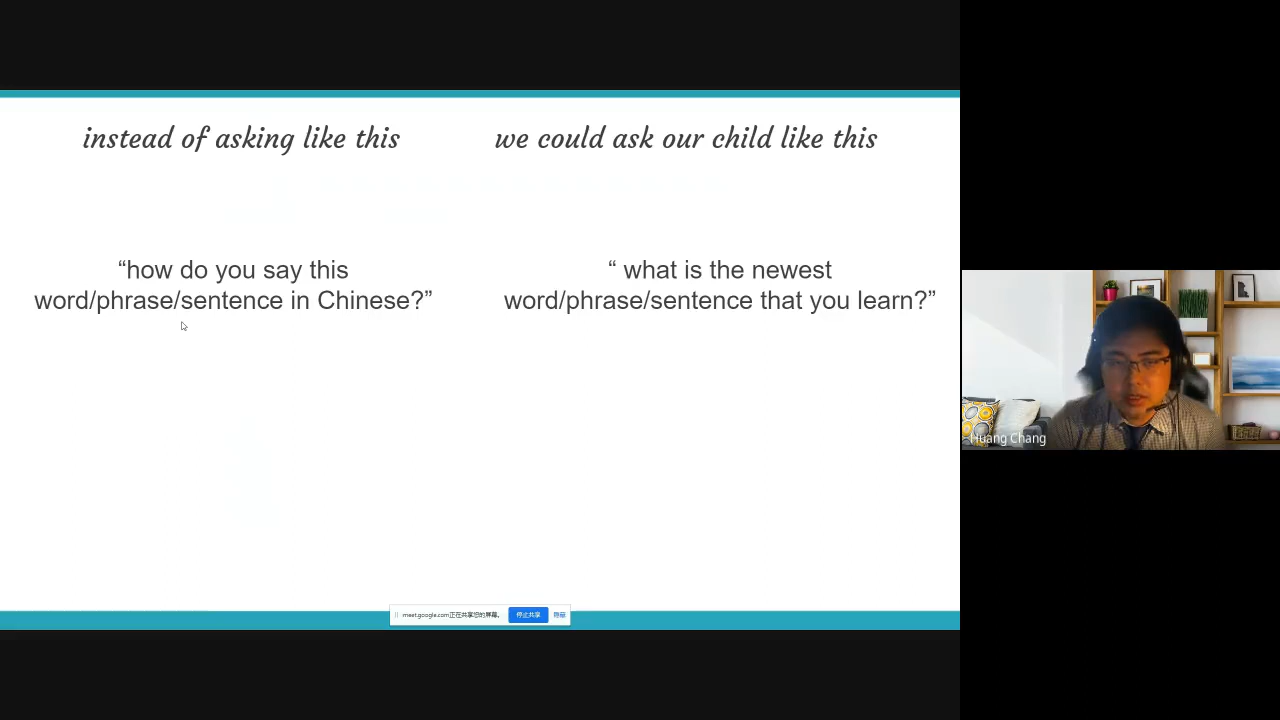 instead of asking like this
we could ask our child like this
“how do you say this
word/phrase/sentence in Chinese?”
“ what is the newest
word/phrase/sentence that you learn?”
Huang Chang
meet.google.com正在共享您的屏幕。
停止共享
隐藏